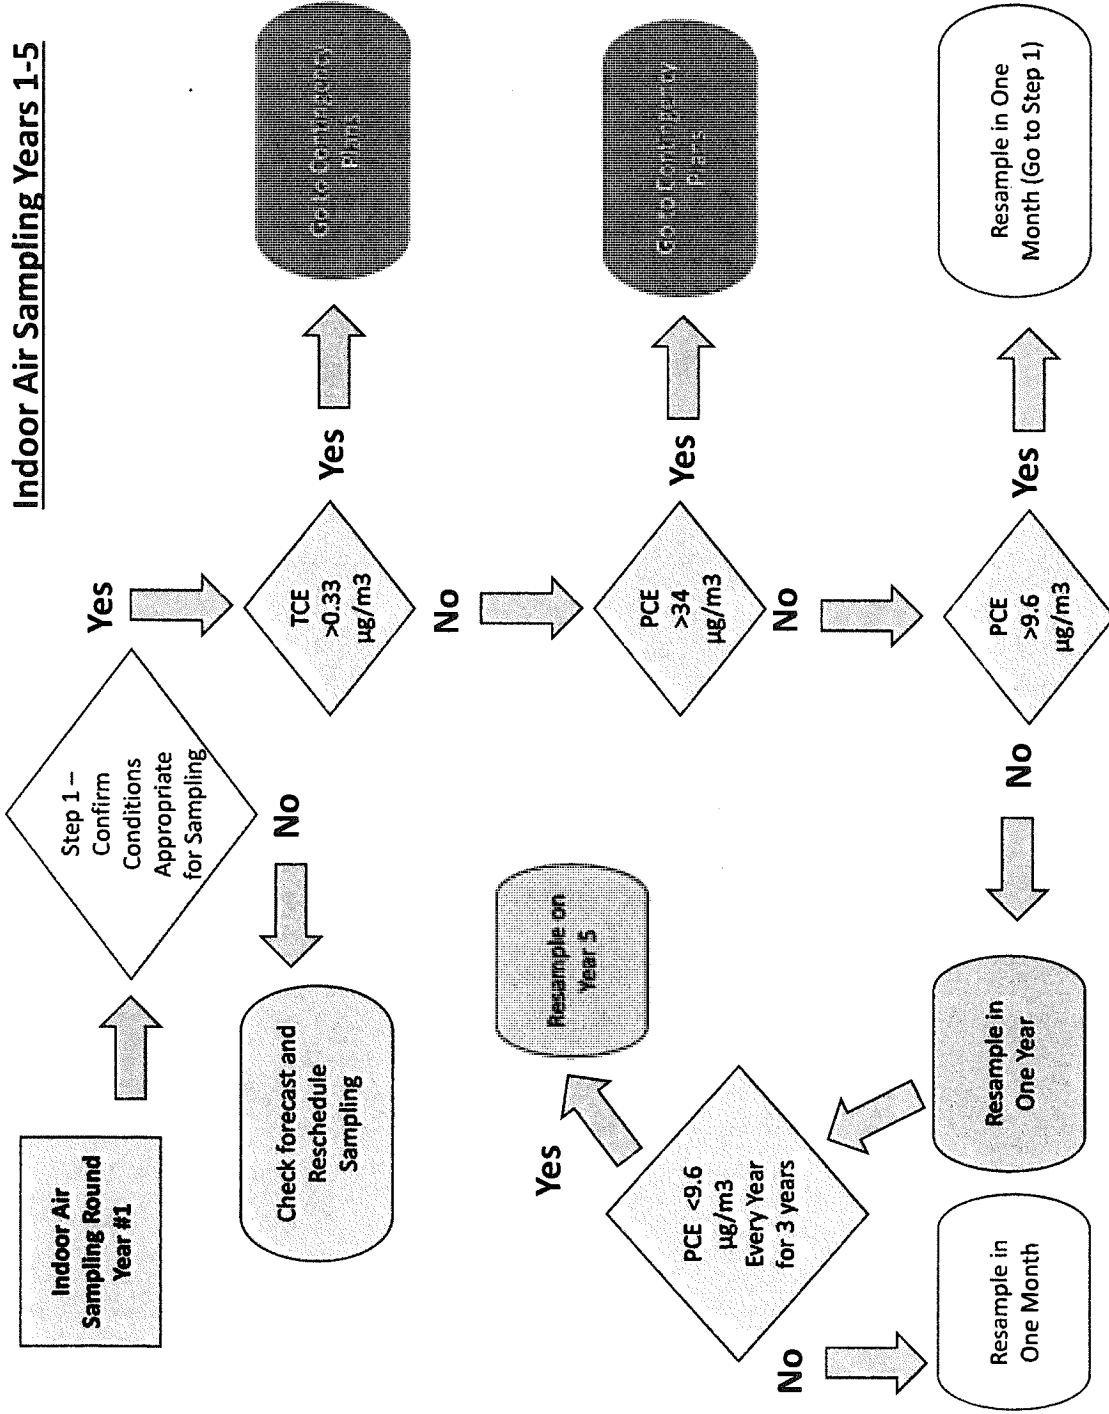 Indoor Air Sampling Years 1-5
Indoor Air
Sampling Round
Year #1
Step 1 –
Confirm
Conditions
Appropriate
for Sampling
Yes
No
Check forecast and
Reschedule
Sampling
TCE
>0.33
µg/m3
Yes
Go to Contingency
Plans
No
PCE
>34
µg/m3
Yes
Go to Contingency
Plans
No
PCE
>9.6
µg/m3
Yes
Resample in One
Month (Go to Step 1)
No
Resample in
One Year
PCE <9.6
µg/m3
Every Year
for 3 years
Yes
Resample on
Year 5
No
Resample in
One Month